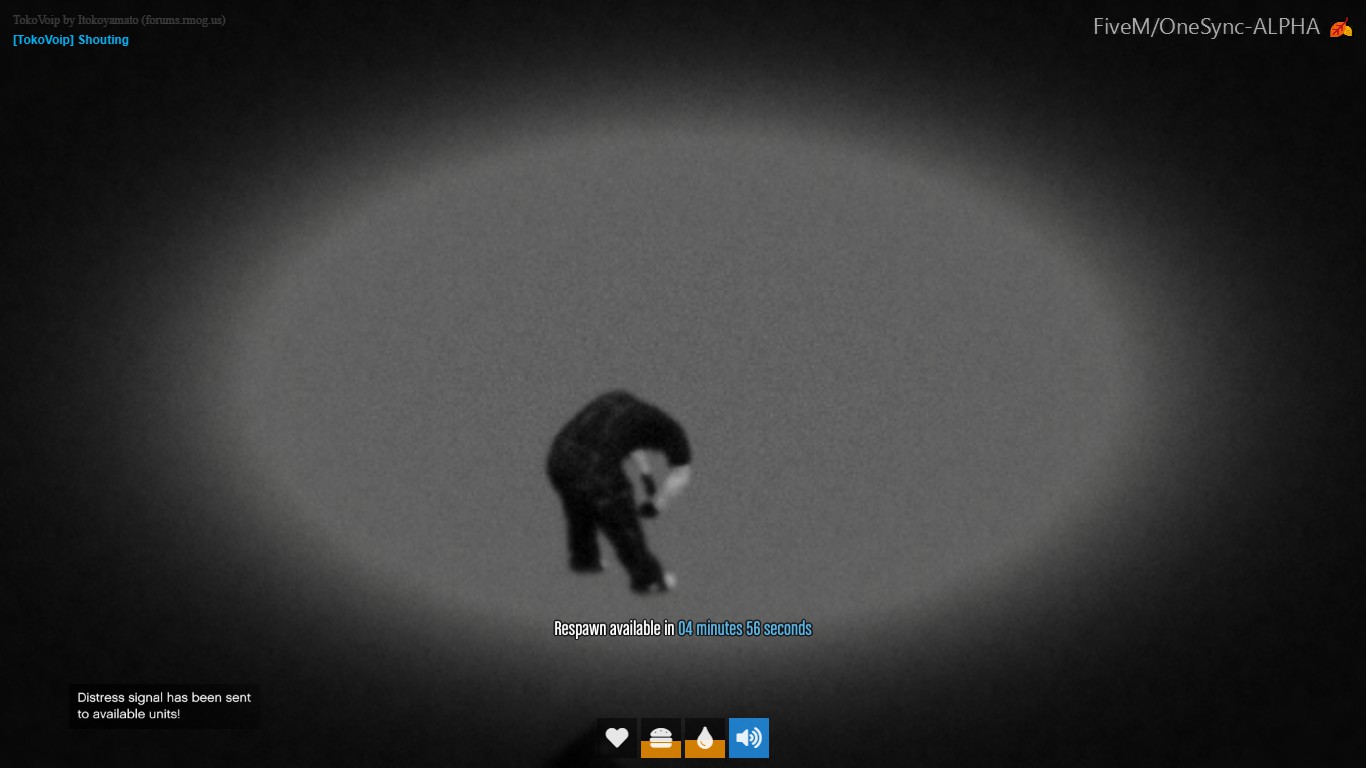 TokoVoip by Itokoyamato (forums.rmog.us)
[TokoVoip] Shouting
FiveM/OneSync-ALPHA
Respawn available in 04 minutes 56 seconds
Distress signal has been sent
to available units!